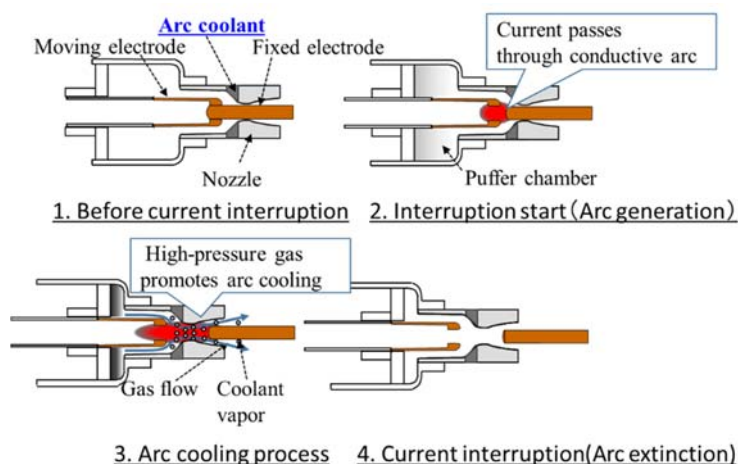 Arc coolant
Moving electrode
Fixed electrode
Nozzle
1. Before current interruption
Current passes
through conductive arc
Puffer chamber
2. Interruption start(Arc generation)
High-pressure gas
promotes arc cooling
Gas flow
Coolant
vapor
3. Arc cooling process
4. Current interruption(Arc extinction)